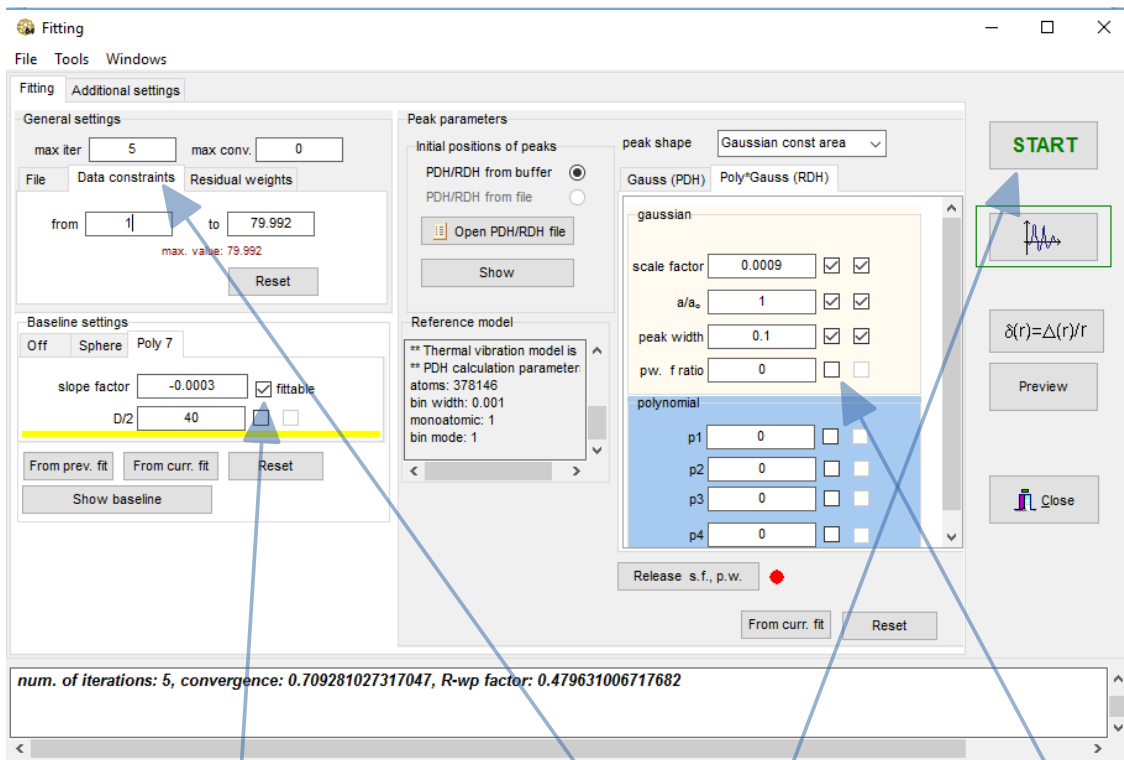 Fitting
File Tools Windows
Fitting Additional settings
General settings
max iter 5 max conv. 0
File Data constraints Residual weights
from 1 to 79.992
max. value: 79.992
Reset
Baseline settings
Off Sphere Poly 7
slope factor -0.0003 fittable
D/2 40
From prev. fit From curr. fit Reset
Show baseline
Peak parameters
Initial positions of peaks
PDH/RDH from buffer
PDH/RDH from file
Open PDH/RDH file
Show
Reference model
** Thermal vibration model is
** PDH calculation parameter
atoms: 378146
bin width: 0.001
monoatomic: 1
bin mode: 1
peak shape Gaussian const area
Gauss (PDH) Poly*Gauss (RDH)
gaussian
scale factor 0.0009
a/aₒ 1
peak width 0.1
pw. f ratio 0
polynomial
p1 0
p2 0
p3 0
p4 0
Release s.f., p.w.
From curr. fit Reset
START
δ(r)=△(r)/r
Preview
Close
num. of iterations: 5, convergence: 0.709281027317047, R-wp factor: 0.479631006717682